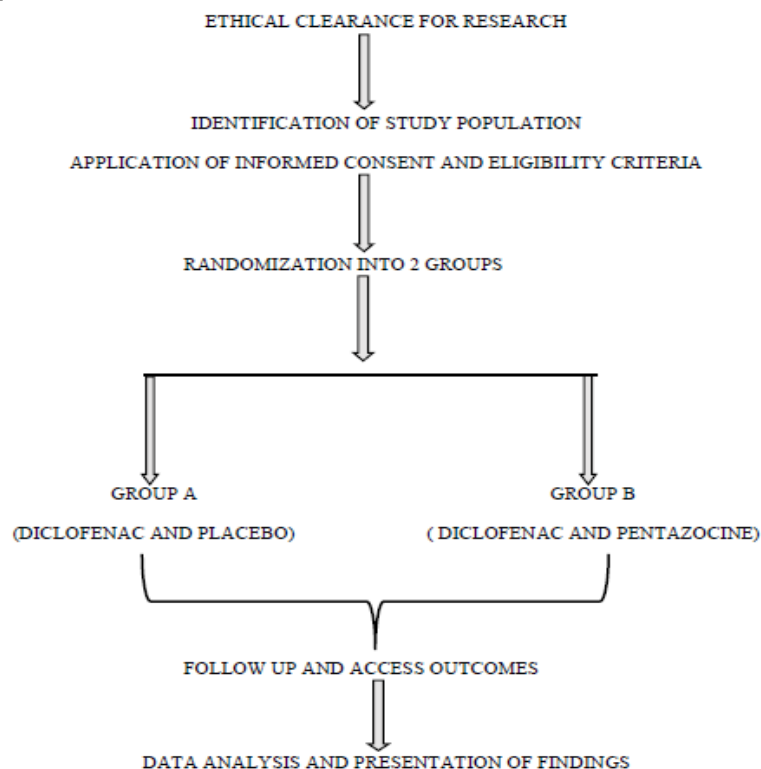 ETHICAL CLEARANCE FOR RESEARCH
IDENTIFICATION OF STUDY POPULATION
APPLICATION OF INFORMED CONSENT AND ELIGIBILITY CRITERIA
RANDOMIZATION INTO 2 GROUPS
GROUP A
(DICLOFENAC AND PLACEBO)
GROUP B
( DICLOFENAC AND PENTAZOCINE)
FOLLOW UP AND ACCESS OUTCOMES
DATA ANALYSIS AND PRESENTATION OF FINDINGS